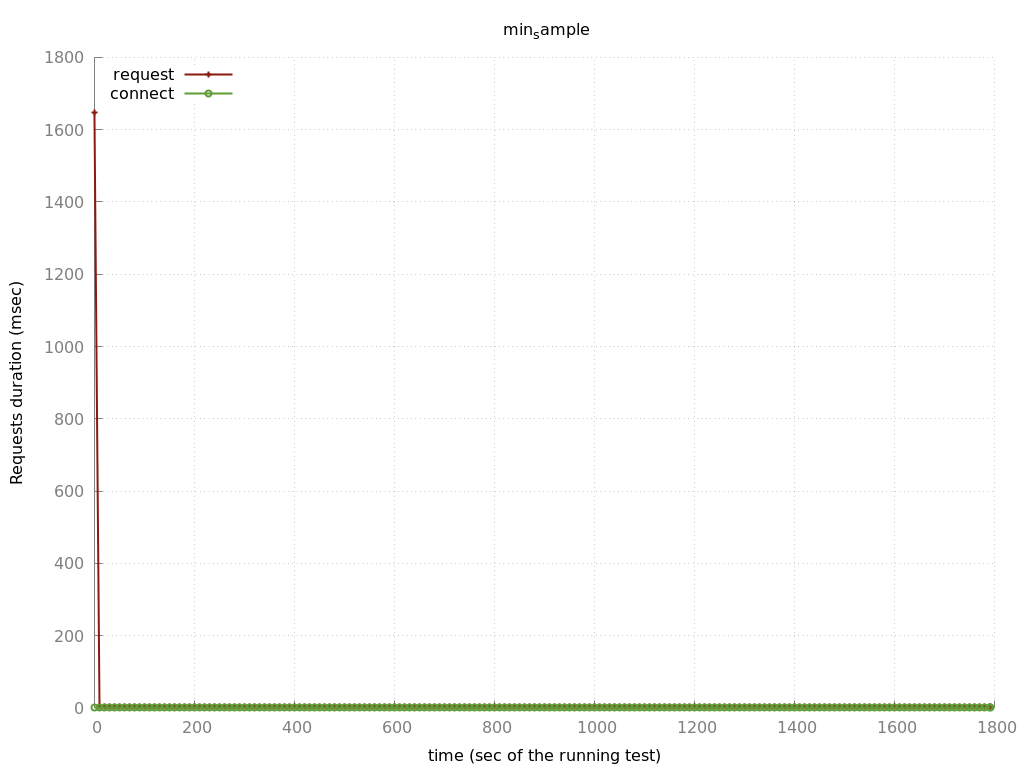 minsample
1800
request
connect
1600
1400
1200
1000
800
600
400
200
0
Requests duration (msec)
0 200 400 600 800 1000 1200 1400 1600 1800
time (sec of the running test)